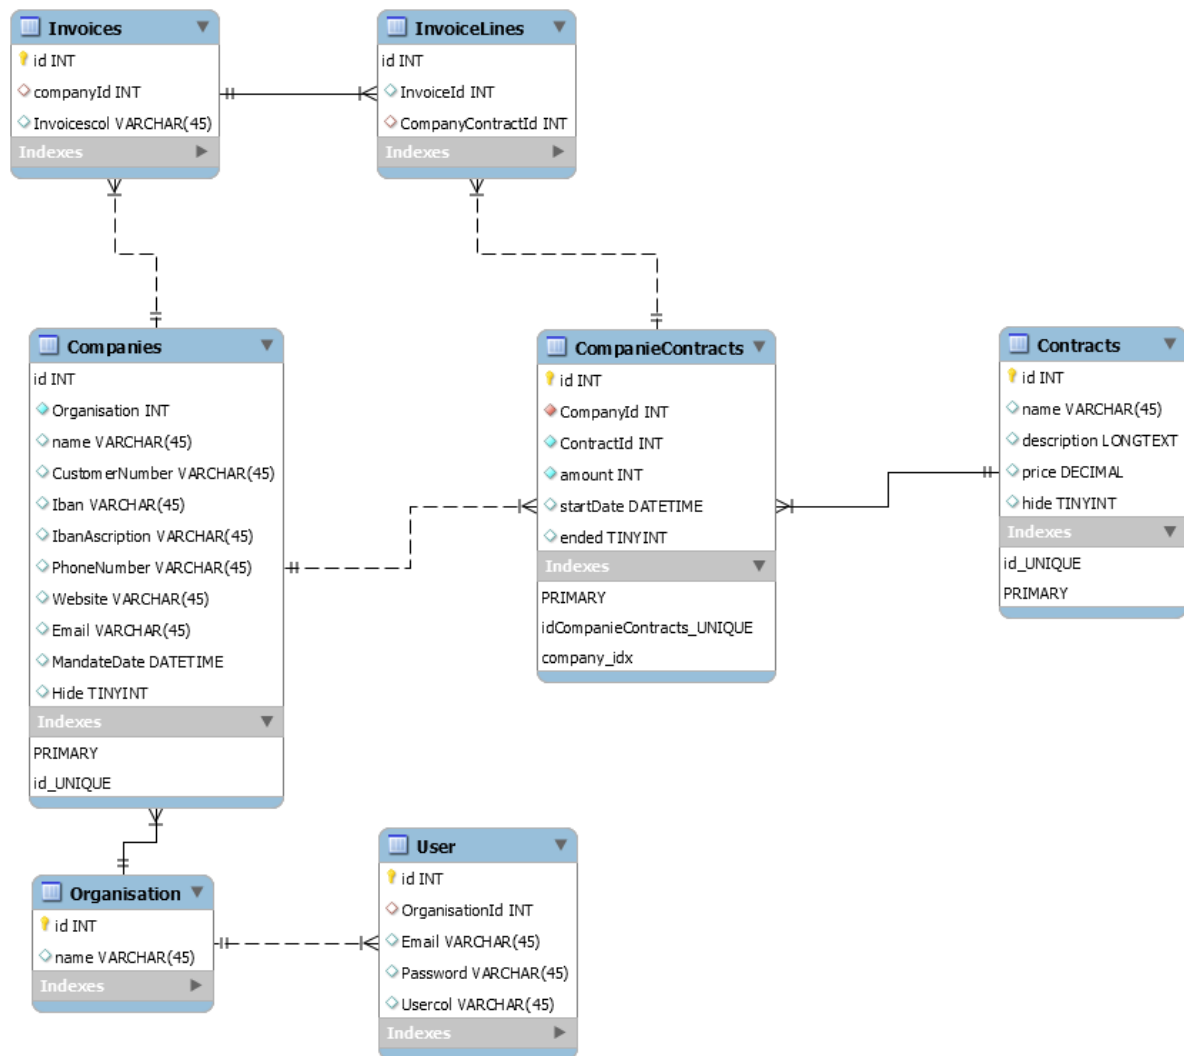 Invoices
id INT
companyId INT
Invoicescol VARCHAR(45)
Indexes
InvoiceLines
id INT
InvoiceId INT
CompanyContractId INT
Indexes
Companies
id INT
Organisation INT
name VARCHAR(45)
CustomerNumber VARCHAR(45)
Iban VARCHAR(45)
IbanAscription VARCHAR(45)
PhoneNumber VARCHAR(45)
Website VARCHAR(45)
Email VARCHAR(45)
MandateDate DATETIME
Hide TINYINT
Indexes
PRIMARY
id_UNIQUE
CompanieContracts
id INT
CompanyId INT
ContractId INT
amount INT
startDate DATETIME
ended TINYINT
Indexes
PRIMARY
idCompanieContracts_UNIQUE
company_idx
Contracts
id INT
name VARCHAR(45)
description LONGTEXT
price DECIMAL
hide TINYINT
Indexes
id_UNIQUE
PRIMARY
Organisation
id INT
name VARCHAR(45)
Indexes
User
id INT
OrganisationId INT
Email VARCHAR(45)
Password VARCHAR(45)
Usercol VARCHAR(45)
Indexes